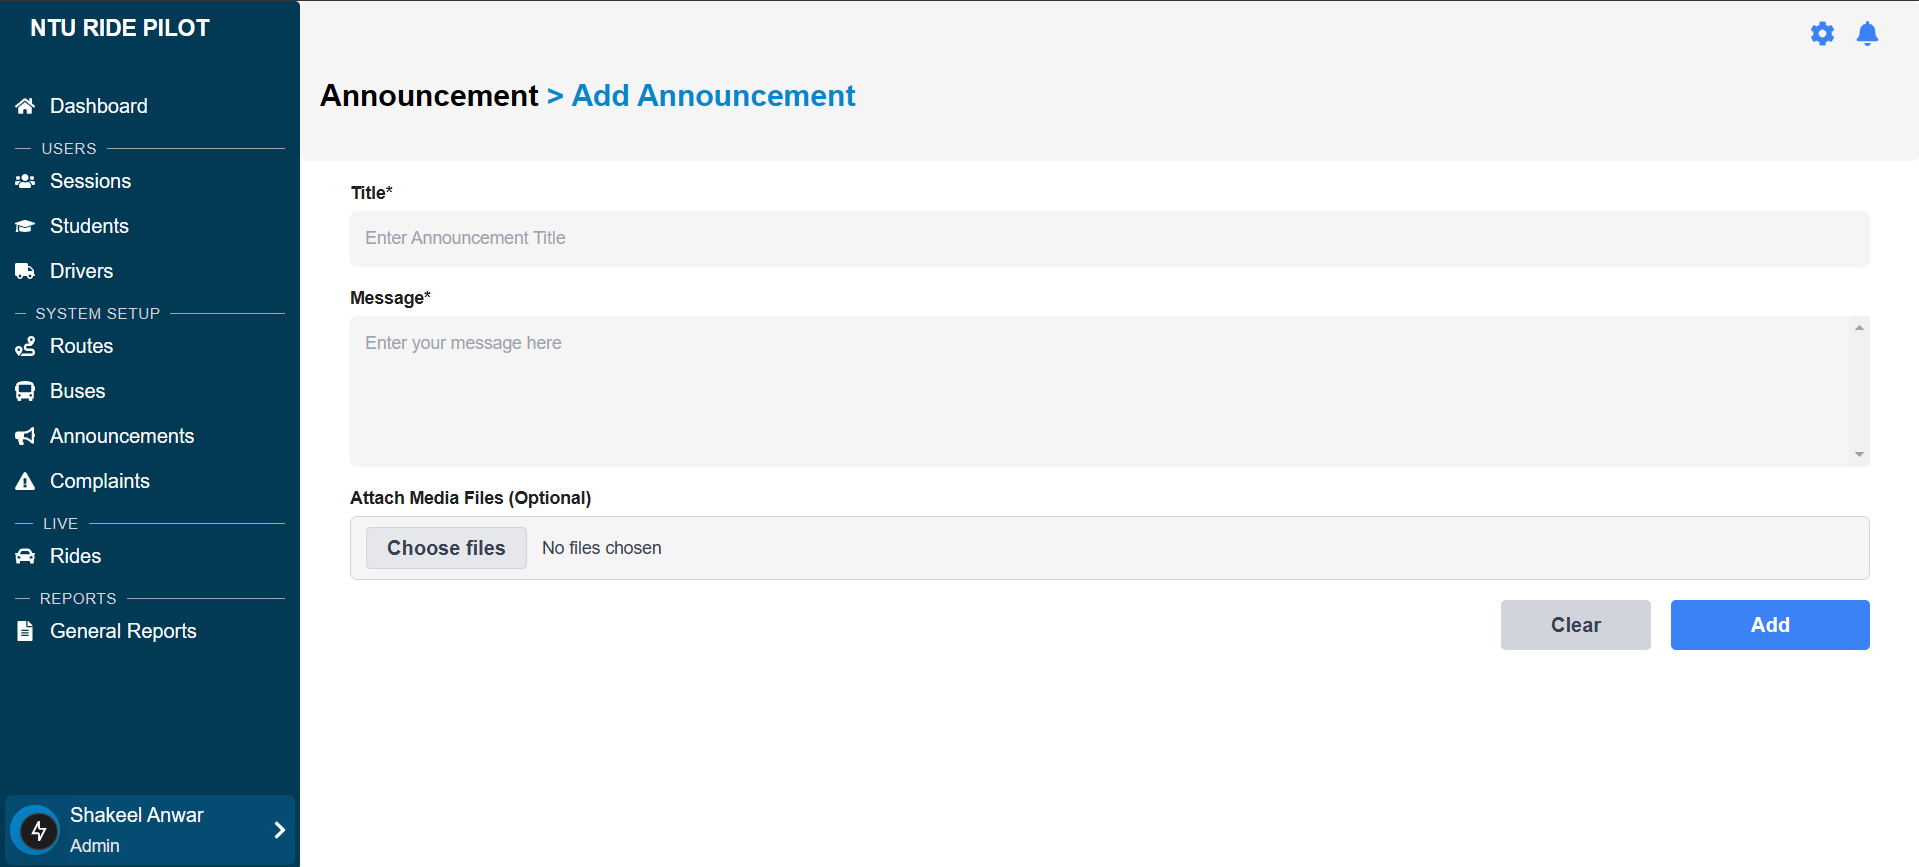 NTU RIDE PILOT
Dashboard
USERS
Sessions
Students
Drivers
SYSTEM SETUP
Routes
Buses
Announcements
Complaints
LIVE
Rides
REPORTS
General Reports
Shakeel Anwar
Admin
Announcement > Add Announcement
Title*
Enter Announcement Title
Message*
Enter your message here
Attach Media Files (Optional)
Choose files No files chosen
Clear Add